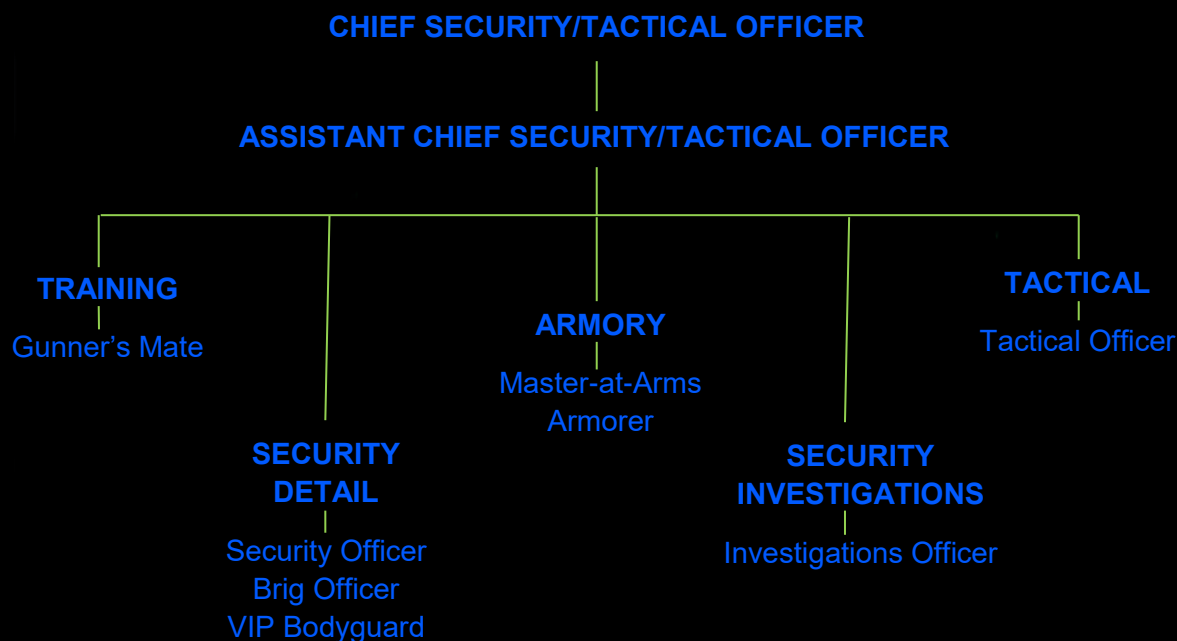 CHIEF SECURITY/TACTICAL OFFICER
ASSISTANT CHIEF SECURITY/TACTICAL OFFICER
TRAINING
Gunner’s Mate
SECURITY
DETAIL
Security Officer
Brig Officer
VIP Bodyguard
ARMORY
Master-at-Arms
Armorer
SECURITY
INVESTIGATIONS
Investigations Officer
TACTICAL
Tactical Officer